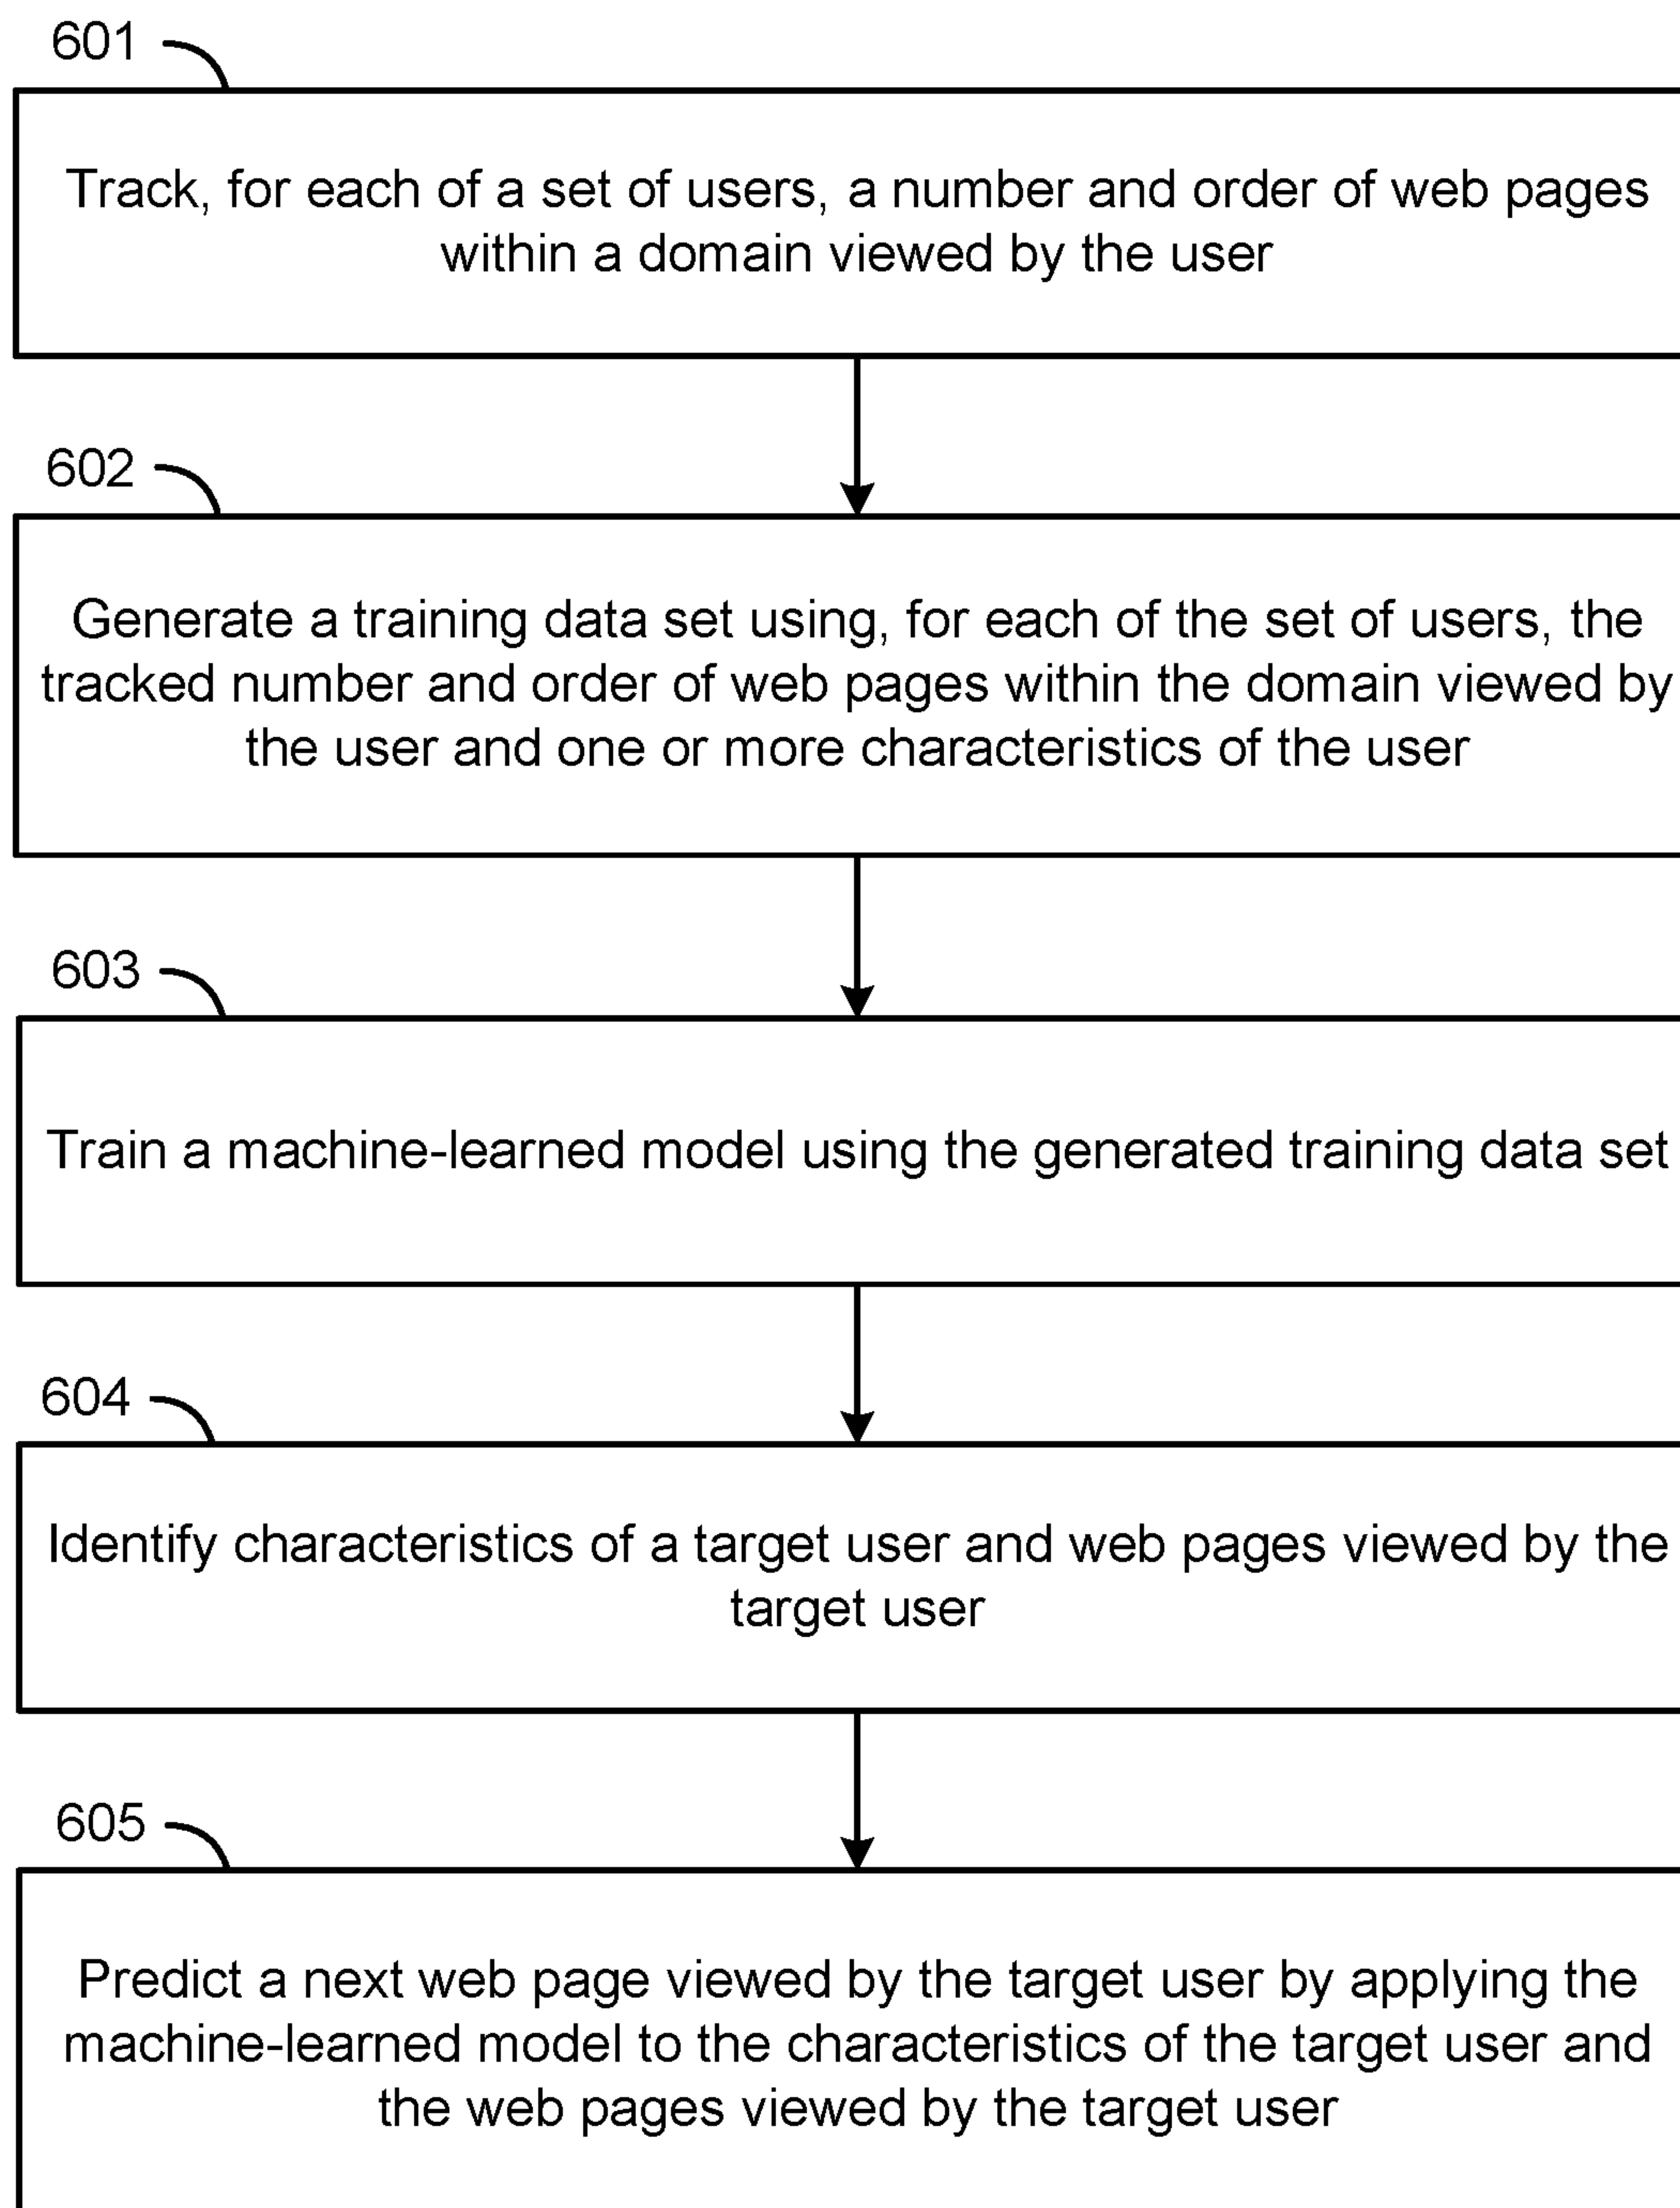 601
Track, for each of a set of users, a number and order of web pages
within a domain viewed by the user
602
Generate a training data set using, for each of the set of users, the
tracked number and order of web pages within the domain viewed by
the user and one or more characteristics of the user
603
Train a machine-learned model using the generated training data set
604
Identify characteristics of a target user and web pages viewed by the
target user
605
Predict a next web page viewed by the target user by applying the
machine-learned model to the characteristics of the target user and
the web pages viewed by the target user